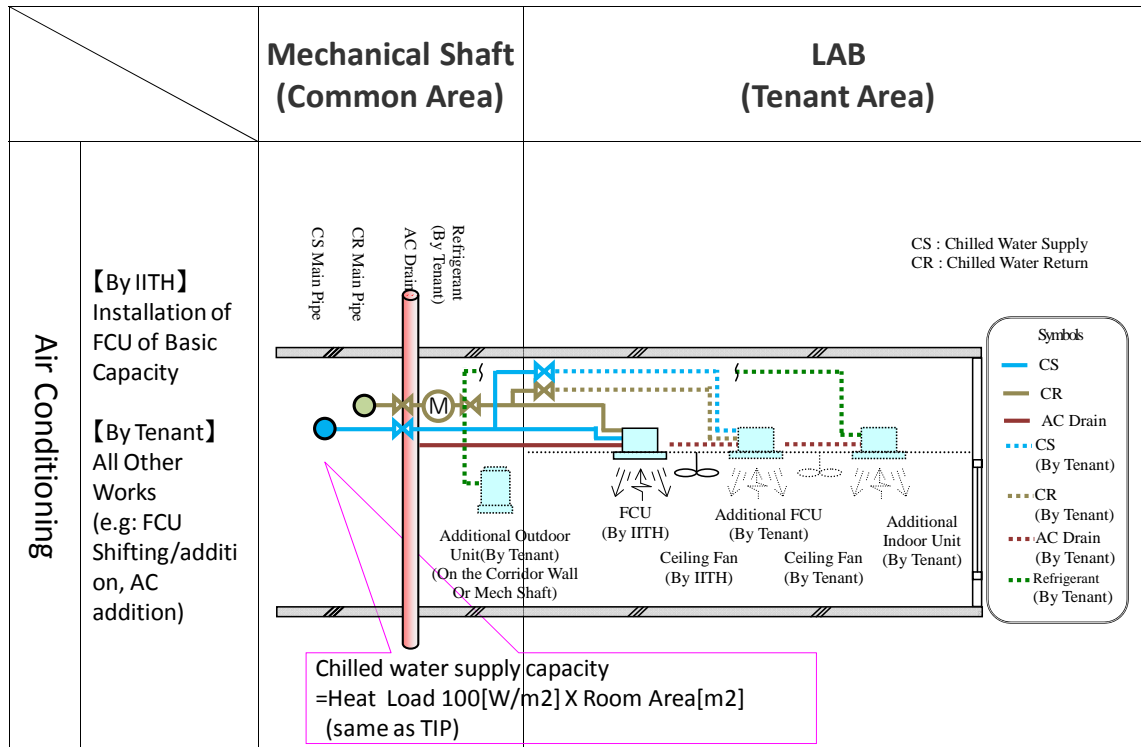 Mechanical Shaft
(Common Area)
LAB
(Tenant Area)
Air Conditioning
【By IITH】
Installation of
FCU of Basic
Capacity
【By Tenant】
All Other
Works
(e.g: FCU
Shifting/additi
on, AC
addition)
CS Main Pipe
CR Main Pipe
AC Drain
Refrigerant
(By Tenant)
CS : Chilled Water Supply
CR : Chilled Water Return
M
FCU
(By IITH)
Additional FCU
(By Tenant)
Additional
Indoor Unit
(By Tenant)
Additional Outdoor
Unit(By Tenant)
(On the Corridor Wall
Or Mech Shaft)
Ceiling Fan
(By IITH)
Ceiling Fan
(By Tenant)
Symbols
CS
CR
AC Drain
CS
(By Tenant)
CR
(By Tenant)
AC Drain
(By Tenant)
Refrigerant
(By Tenant)
Chilled water supply capacity
=Heat Load 100[W/m2] X Room Area[m2]
(same as TIP)